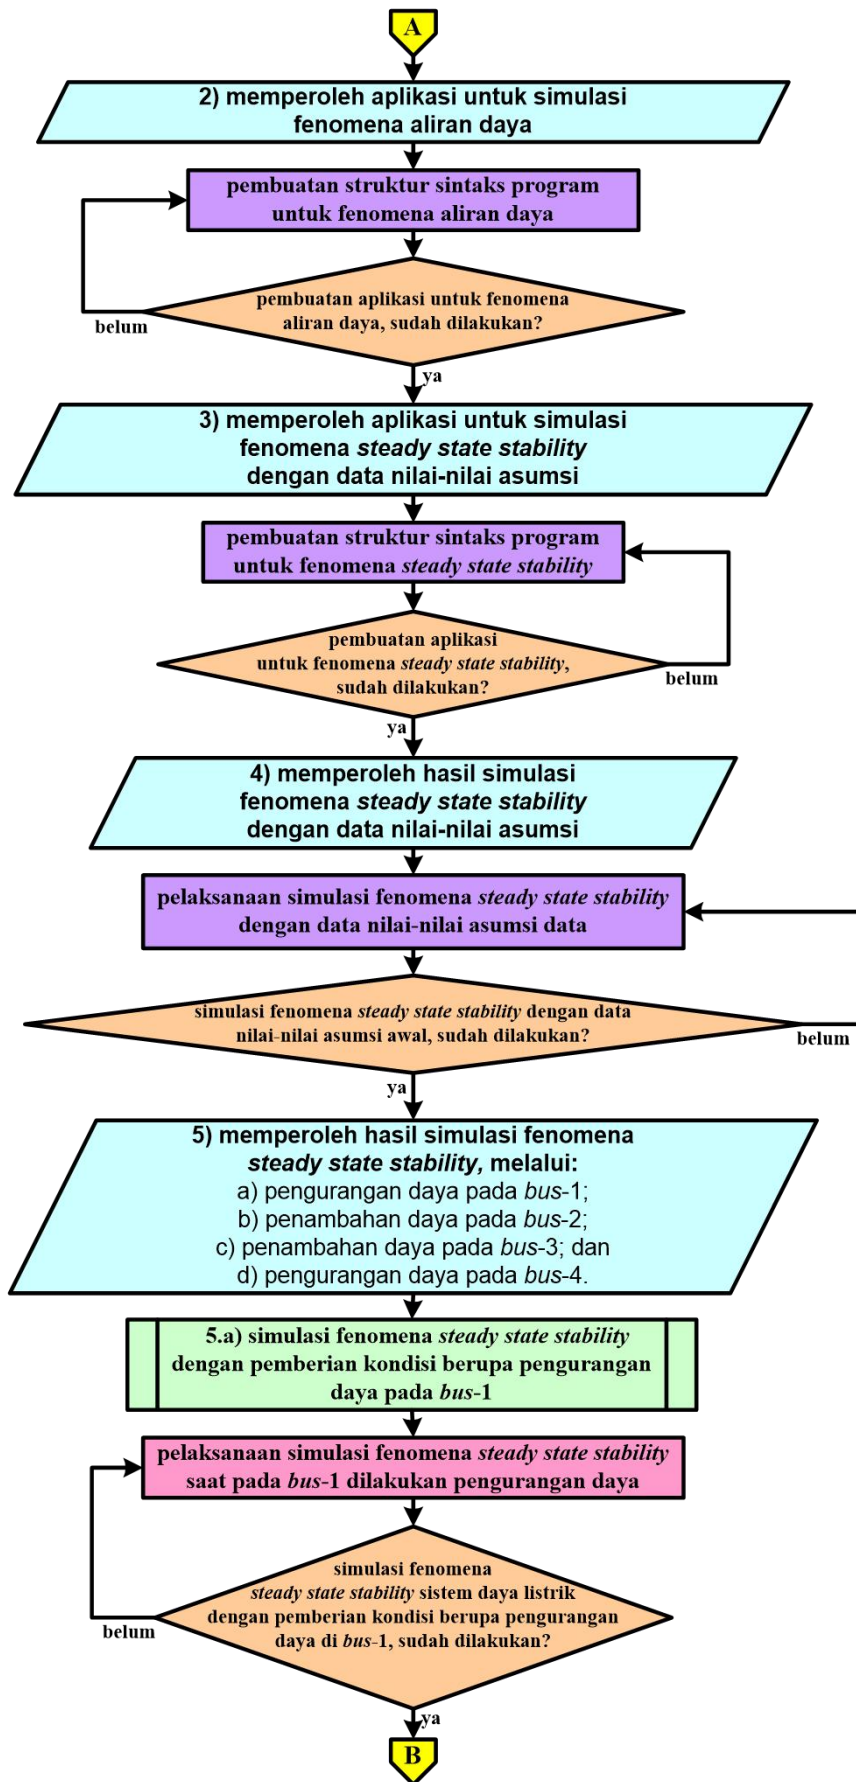 A
2) memperoleh aplikasi untuk simulasi
fenomena aliran daya
pembuatan struktur sintaks program
untuk fenomena aliran daya
pembuatan aplikasi untuk fenomena
aliran daya, sudah dilakukan?
belum
ya
3) memperoleh aplikasi untuk simulasi
fenomena steady state stability
dengan data nilai-nilai asumsi
pembuatan struktur sintaks program
untuk fenomena steady state stability
pembuatan aplikasi
untuk fenomena steady state stability,
sudah dilakukan?
belum
ya
4) memperoleh hasil simulasi
fenomena steady state stability
dengan data nilai-nilai asumsi
pelaksanaan simulasi fenomena steady state stability
dengan data nilai-nilai asumsi data
simulasi fenomena steady state stability dengan data
nilai-nilai asumsi awal, sudah dilakukan?
belum
ya
5) memperoleh hasil simulasi fenomena
steady state stability, melalui:
a) pengurangan daya pada bus-1;
b) penambahan daya pada bus-2;
c) penambahan daya pada bus-3; dan
d) pengurangan daya pada bus-4.
5.a) simulasi fenomena steady state stability
dengan pemberian kondisi berupa pengurangan
daya pada bus-1
pelaksanaan simulasi fenomena steady state stability
saat pada bus-1 dilakukan pengurangan daya
simulasi fenomena
steady state stability sistem daya listrik
dengan pemberian kondisi berupa pengurangan
daya di bus-1, sudah dilakukan?
belum
ya
B